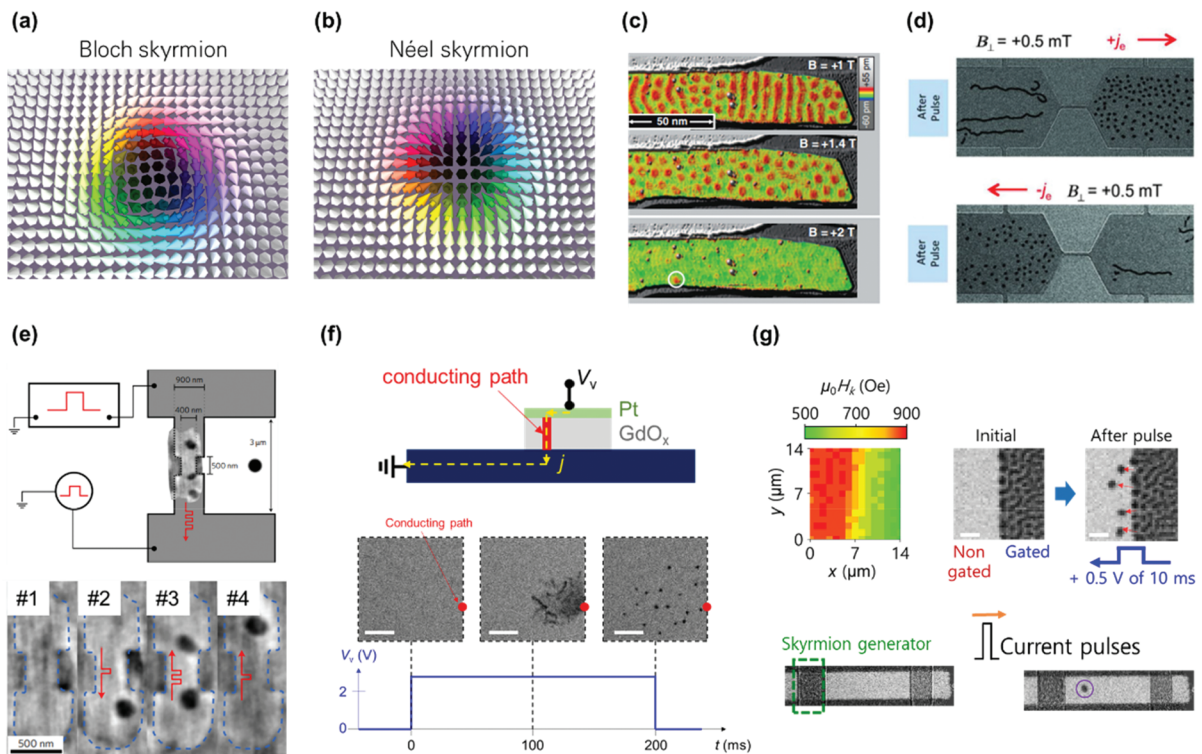 (a)
Bloch skyrmion
(b)
Néel skyrmion
(c)
B = +1 T
+55 pm
-60 pm
50 nm
B = +1.4 T
B = +2 T
(d)
B⊥ = +0.5 mT
+je
After
Pulse
-je
B⊥ = +0.5 mT
After
Pulse
(e)
900 nm
400 nm
3 µm
500 nm
#1
#2
#3
#4
500 nm
(f)
conducting path
Vv
Pt
GdOx
j
Conducting path
Vv (V)
2
0
0
100
200
t (ms)
(g)
µ0Hk (Oe)
500
700
900
14
7
0
y (µm)
0
7
14
x (µm)
Initial
After pulse
Non
gated
Gated
+ 0.5 V of 10 ms
Skyrmion generator
Current pulses